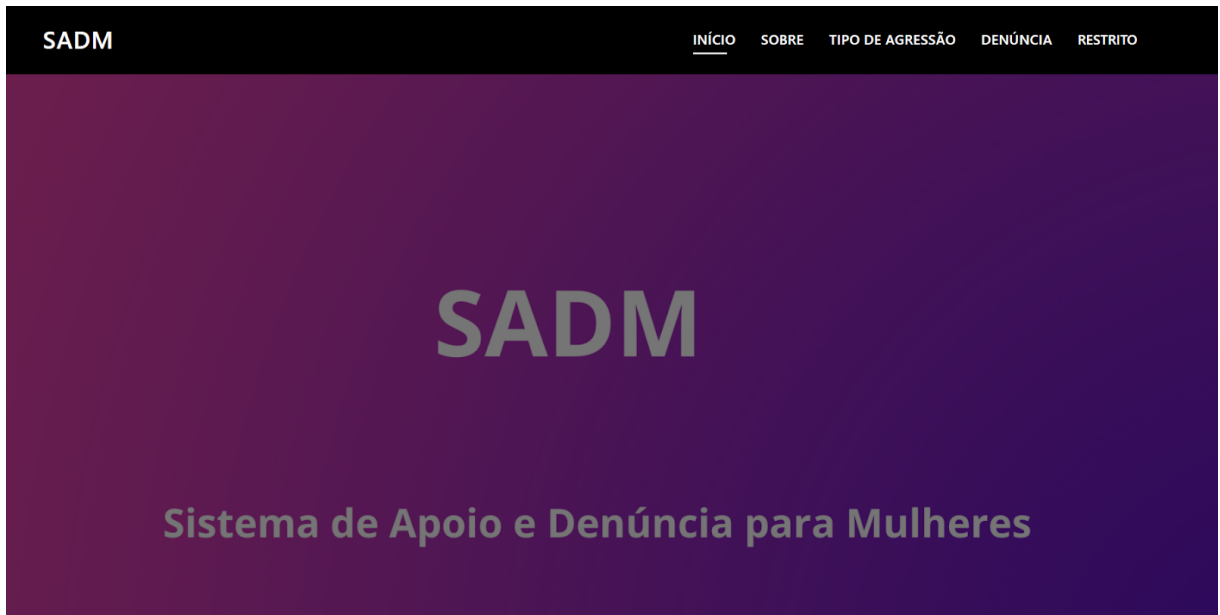 SADM
INÍCIO SOBRE TIPO DE AGRESSÃO DENÚNCIA RESTRITO
SADM
Sistema de Apoio e Denúncia para Mulheres